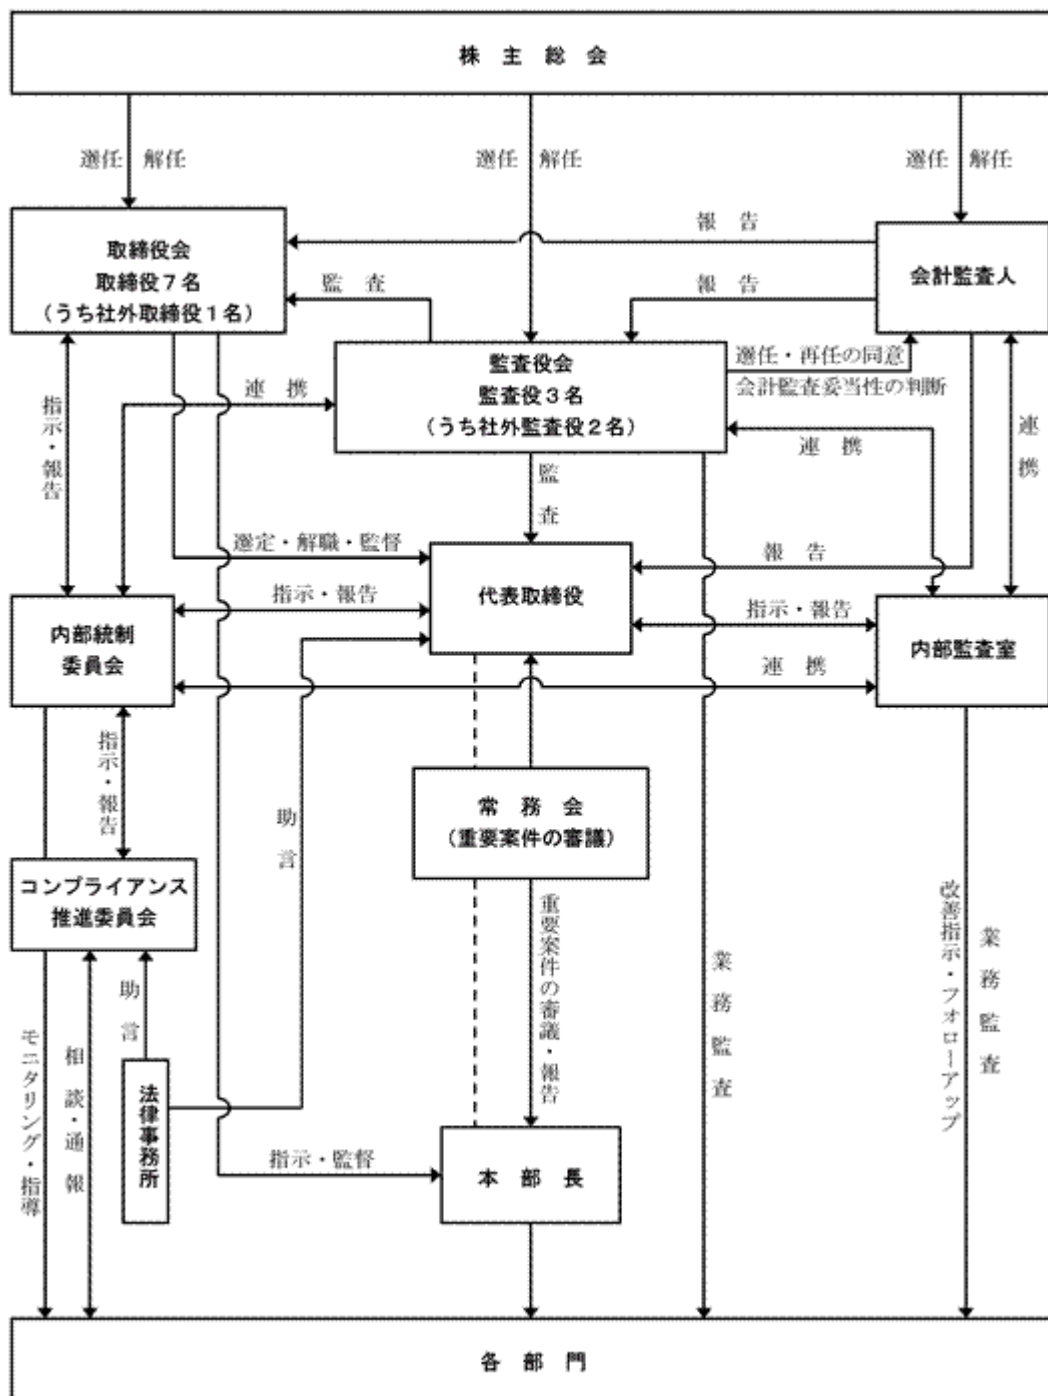 株 主 総 会
選任 解任
選任 解任
選任 解任
取締役会
取締役7名
(うち社外取締役1名)
報 告
会計監査人
監 査
報 告
監査役会
監査役3名
(うち社外監査役2名)
選任・再任の同意
会計監査妥当性の判断
連 携
指示・報告
連 携
連 携
監 査
選定・解職・監督
報 告
代表取締役
指示・報告
指示・報告
内部統制
委員会
内部監査室
連 携
指示・報告
助 言
常 務 会
(重要案件の審議)
コンプライアンス
推進委員会
重要案件の審議・報告
業 務 監 査
改善指示・フォローアップ
業 務 監 査
助 言
モニタリング・指導
相 談・通 報
法律事務所
指示・監督
本 部 長
各 部 門